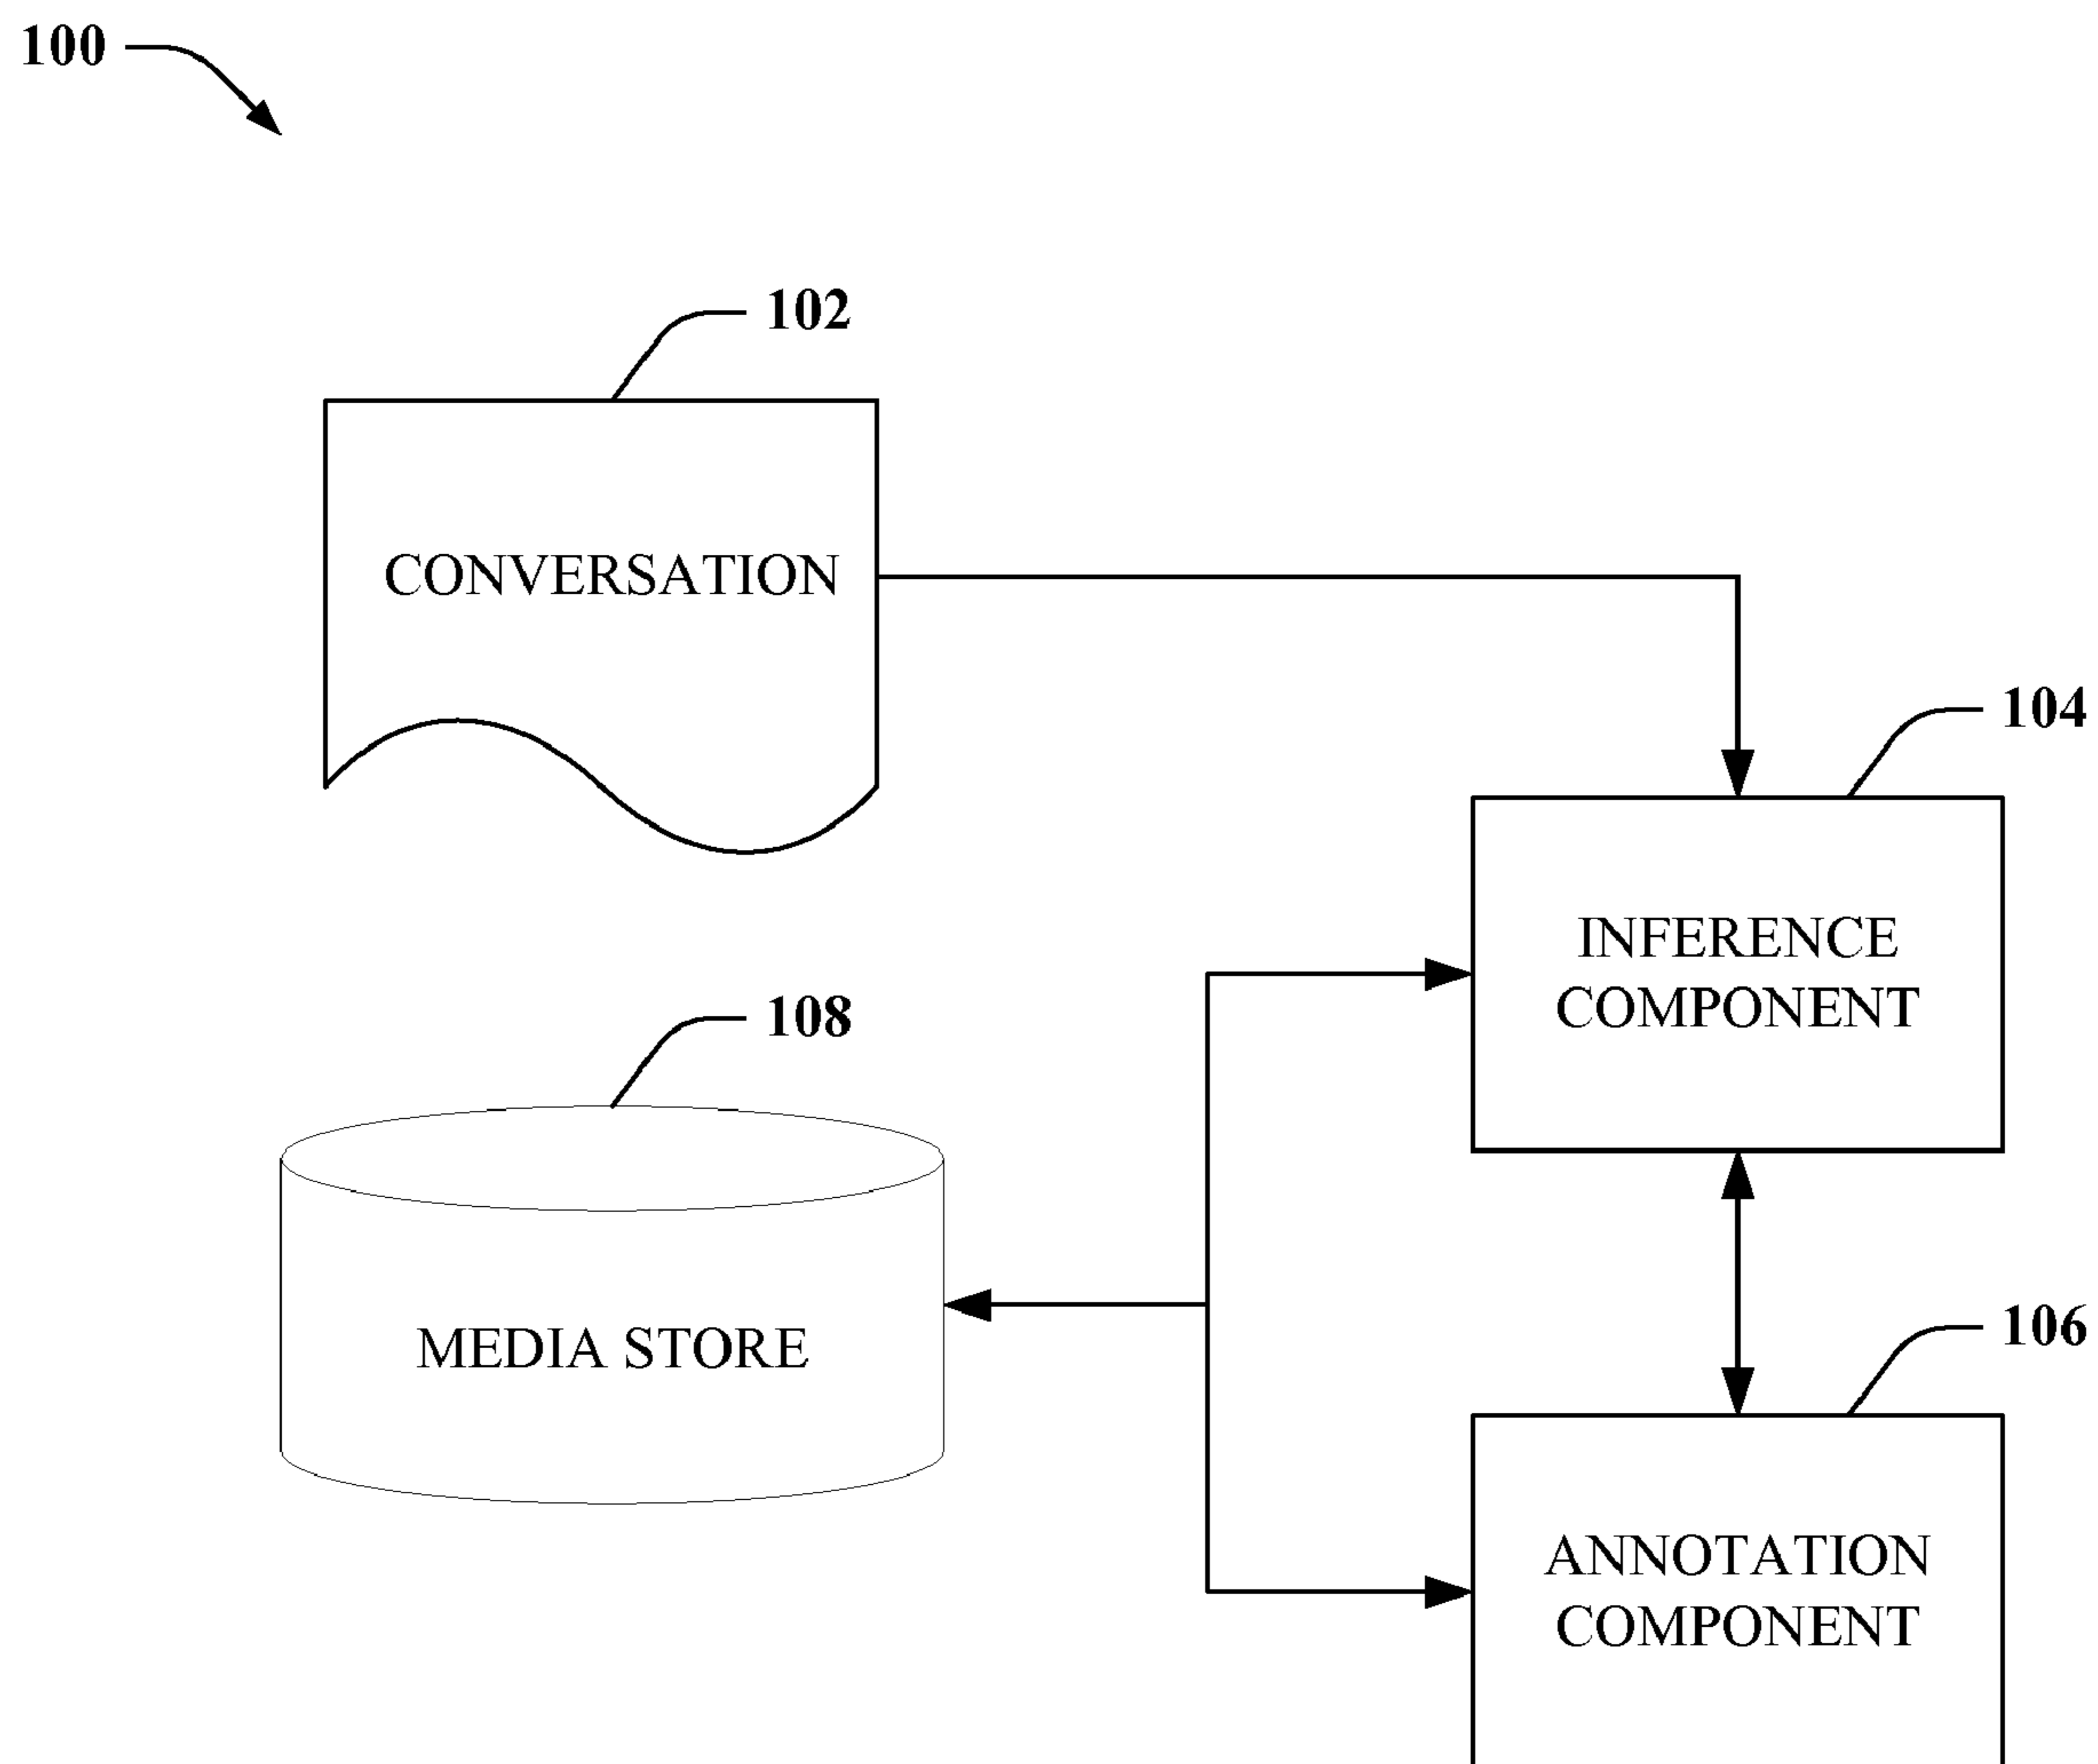 100
102
CONVERSATION
104
INFERENCE
COMPONENT
108
MEDIA STORE
106
ANNOTATION
COMPONENT